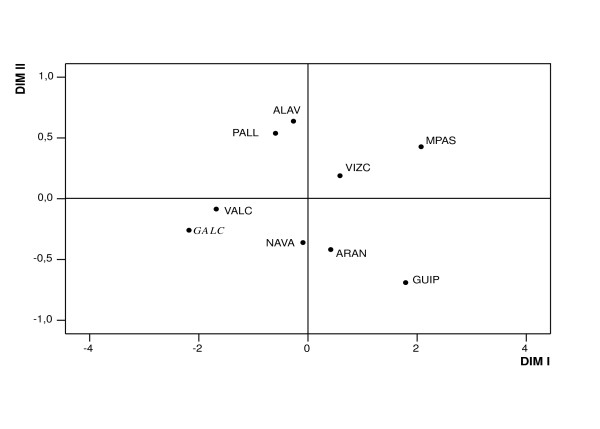 DIM II
1,0
ALAV
PALL
0,5
MPAS
VIZC
0,0
VALC
GALC
NAVA
ARAN
-0,5
GUIP
-1,0
-4
-2
0
2
4
DIM I